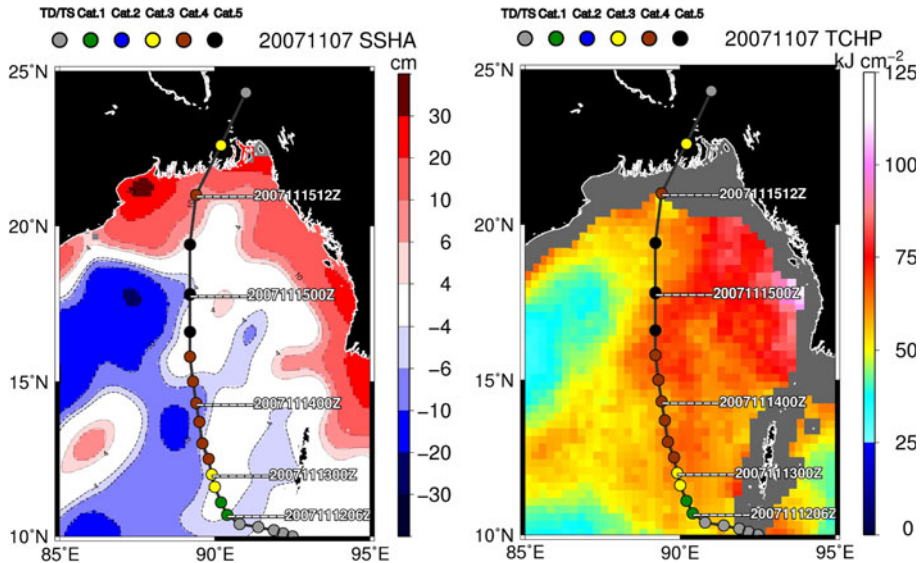 TD/TS Cat.1 Cat.2 Cat.3 Cat.4 Cat.5
20071107 SSHA
cm
25°N
20°N
15°N
10°N
85°E
90°E
95°E
2007111512Z
2007111500Z
2007111400Z
2007111300Z
2007111206Z
30
20
10
6
4
−4
−6
−10
−20
−30
TD/TS Cat.1 Cat.2 Cat.3 Cat.4 Cat.5
20071107 TCHP
kJ cm⁻²
25°N
20°N
15°N
10°N
85°E
90°E
95°E
2007111512Z
2007111500Z
2007111400Z
2007111300Z
2007111206Z
125
100
75
50
25
0